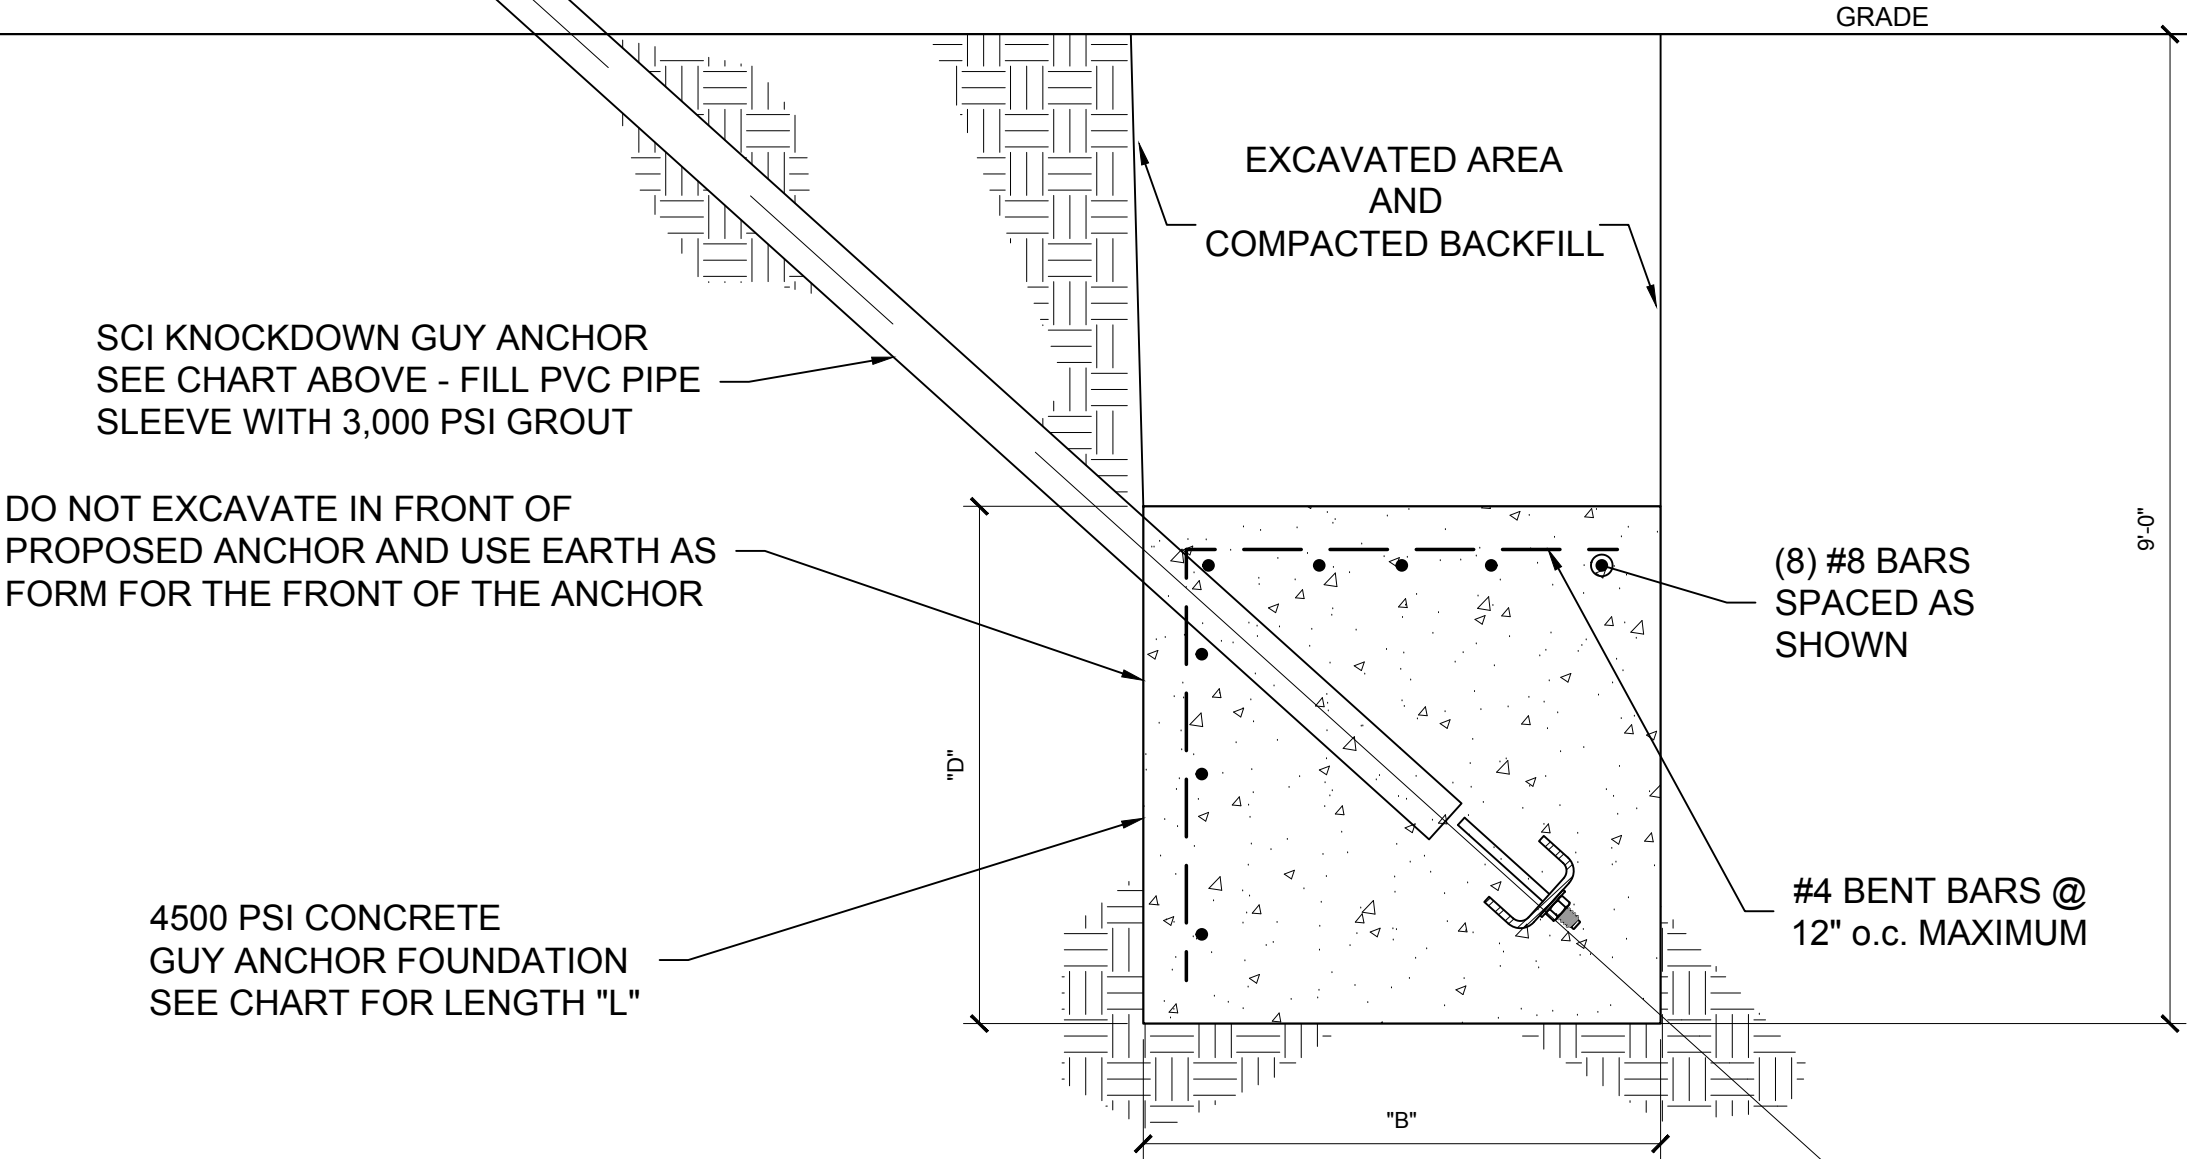 GRADE
EXCAVATED AREA
AND
COMPACTED BACKFILL
SCI KNOCKDOWN GUY ANCHOR
SEE CHART ABOVE - FILL PVC PIPE
SLEEVE WITH 3,000 PSI GROUT
DO NOT EXCAVATE IN FRONT OF
PROPOSED ANCHOR AND USE EARTH AS
FORM FOR THE FRONT OF THE ANCHOR
9'-0"
(8) #8 BARS
SPACED AS
SHOWN
"D"
4500 PSI CONCRETE
GUY ANCHOR FOUNDATION
SEE CHART FOR LENGTH "L"
#4 BENT BARS @
12" o.c. MAXIMUM
"B"